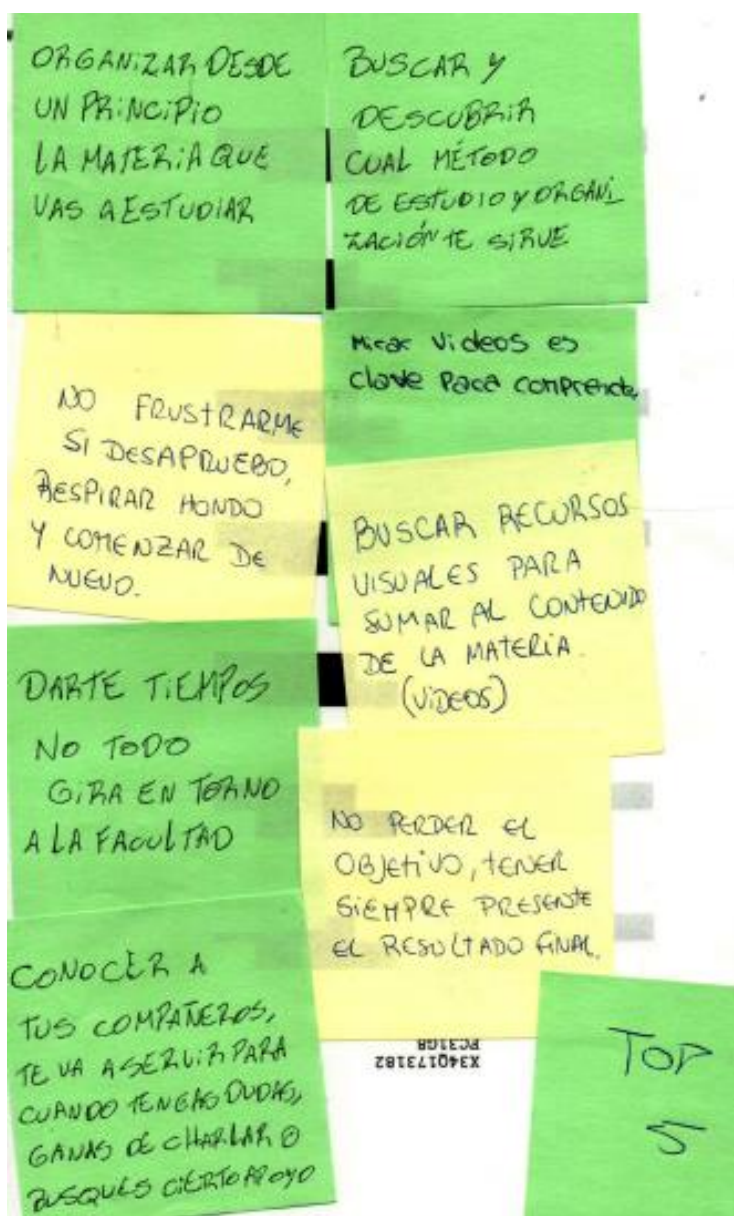 ORGANIZAR DESDE
UN PRINCIPIO
LA MATERIA QUE
VAS A ESTUDIAR
BUSCAR Y
DESCUBRIR
CUAL MÉTODO
DE ESTUDIO Y ORGANI
ZACIÓN TE SIRVE
NO FRUSTRARME
SI DESAPRUEBO,
RESPIRAR HONDO
Y COMENZAR DE
NUEVO.
Mirar videos es
clave para comprender
BUSCAR RECURSOS
VISUALES PARA
SUMAR AL CONTENIDO
DE LA MATERIA.
(VIDEOS)
DARTE TIEMPOS
NO TODO
GIRA EN TORNO
A LA FACULTAD
NO PERDER EL
OBJETIVO, TENER
SIEMPRE PRESENTE
EL RESULTADO FINAL.
CONOCER A
TUS COMPAÑEROS,
TE VA A SERVIR PARA
CUANDO TENGAS DUDAS,
GANAS DE CHARLAR O
BUSQUES CIERTO APOYO
X34Q173182
PC31GB
TOP
5